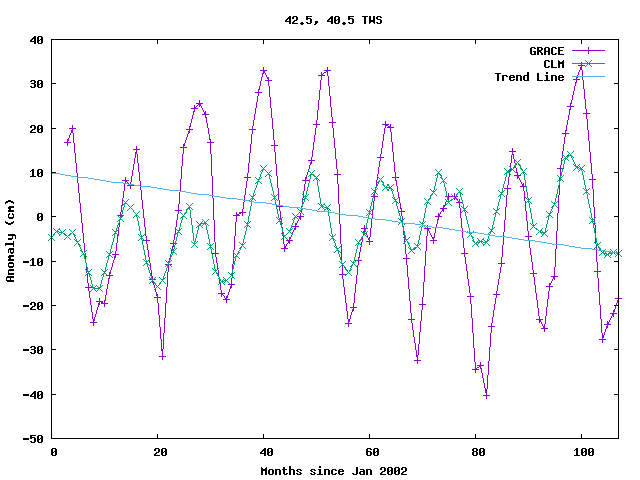 42.5, 40.5 TWS
GRACE
CLM
Trend Line
40
30
20
10
0
-10
-20
-30
-40
-50
Anomaly (cm)
0 20 40 60 80 100
Months since Jan 2002